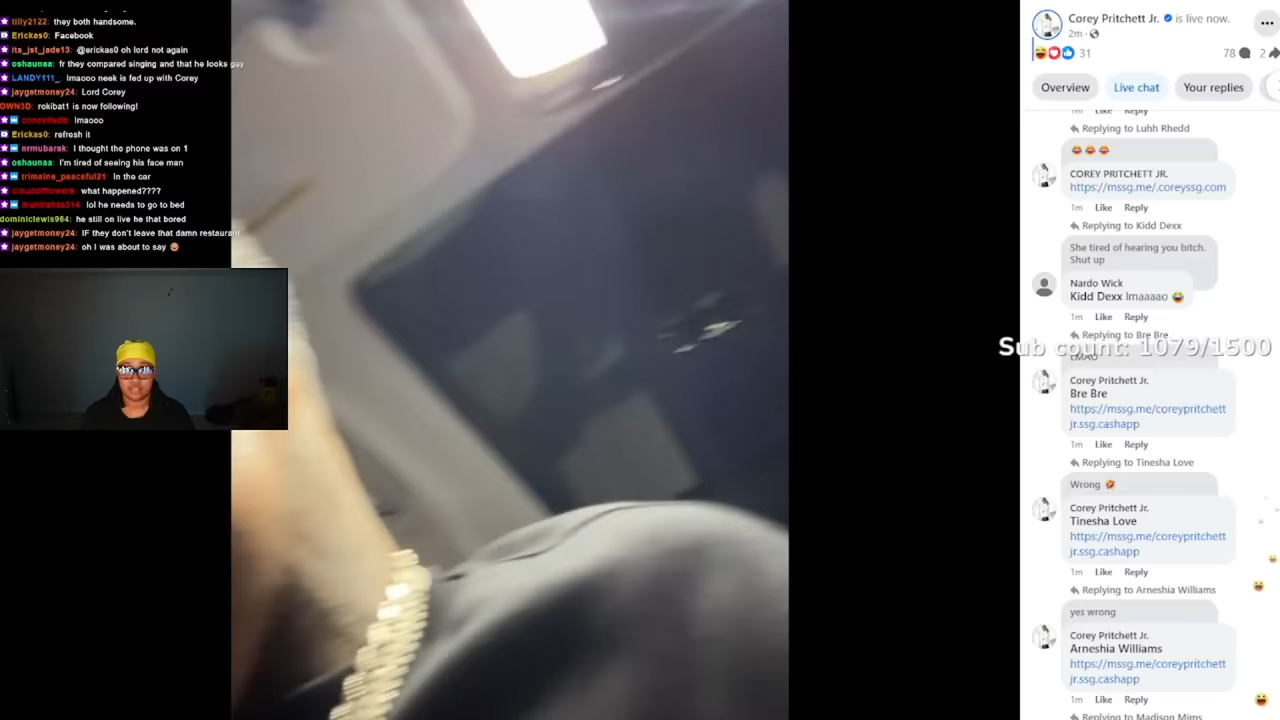 tilly2122: they both handsome.
Erickas0: Facebook
its_jst_jade13: @erickas0 oh lord not again
oshaunaa: fr they compared singing and that he looks gay
LANDY111_: lmaooo neek is fed up with Corey
jaygetmoney24: Lord Corey
OWN3D: rokibat1 is now following!
lmaoo
Erickas0: refresh it
nrmubarak: I thought the phone was on 1
oshaunaa: I'm tired of seeing his face man
trimaine_peaceful21: In the car
what happened????
lol he needs to go to bed
dominiclewis964: he still on live he that bored
jaygetmoney24: IF they don't leave that damn restaurant
jaygetmoney24: oh I was about to say
Corey Pritchett Jr. is live now.
2m
31
78
2
Overview
Live chat
Your replies
1m Like Reply
Replying to Luhh Rhedd
COREY PRITCHETT JR.
https://mssg.me/.coreyssg.com
1m Like Reply
Replying to Kidd Dexx
She tired of hearing you bitch.
Shut up
Nardo Wick
Kidd Dexx lmaaaao
1m Like Reply
Replying to Bre Bre
Sub count: 1079/1500
LMAO
Corey Pritchett Jr.
Bre Bre
https://mssg.me/coreypritchett
jr.ssg.cashapp
1m Like Reply
Replying to Tinesha Love
Wrong
Corey Pritchett Jr.
Tinesha Love
https://mssg.me/coreypritchett
jr.ssg.cashapp
1m Like Reply
Replying to Arneshia Williams
yes wrong
Corey Pritchett Jr.
Arneshia Williams
https://mssg.me/coreypritchett
jr.ssg.cashapp
1m Like Reply
Replying to Madison Mims